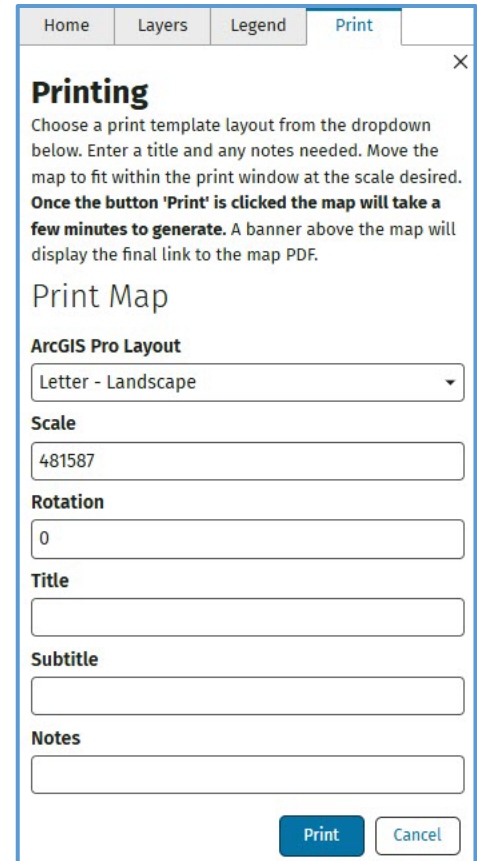 Home Layers Legend Print
Printing
Choose a print template layout from the dropdown
below. Enter a title and any notes needed. Move the
map to fit within the print window at the scale desired.
Once the button 'Print' is clicked the map will take a
few minutes to generate. A banner above the map will
display the final link to the map PDF.
Print Map
ArcGIS Pro Layout
Letter - Landscape
Scale
481587
Rotation
0
Title
Subtitle
Notes
Print Cancel